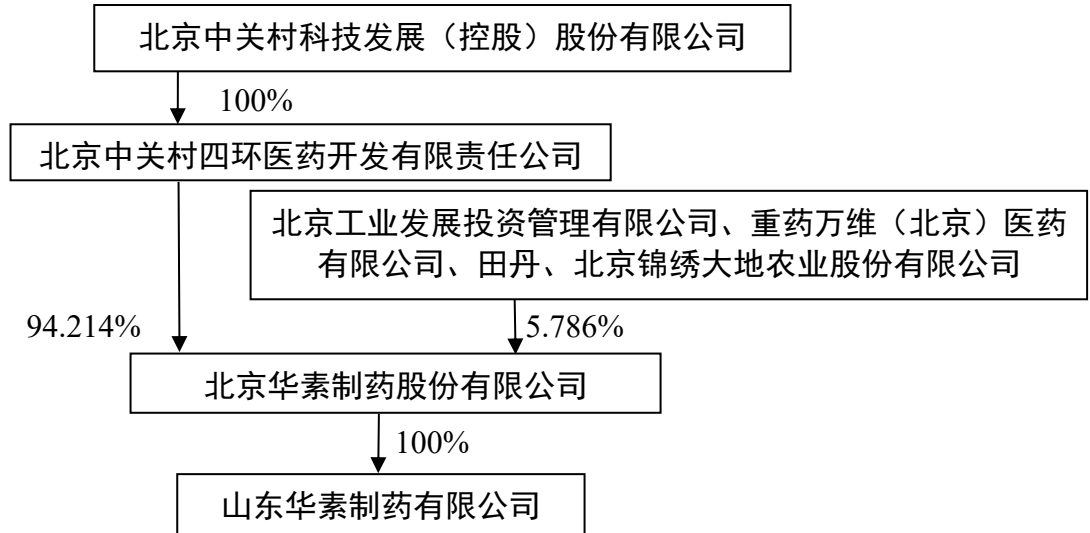 北京中关村科技发展（控股）股份有限公司
100%
北京中关村四环医药开发有限责任公司
北京工业发展投资管理有限公司、重药万维（北京）医药
有限公司、田丹、北京锦绣大地农业股份有限公司
94.214%
5.786%
北京华素制药股份有限公司
100%
山东华素制药有限公司